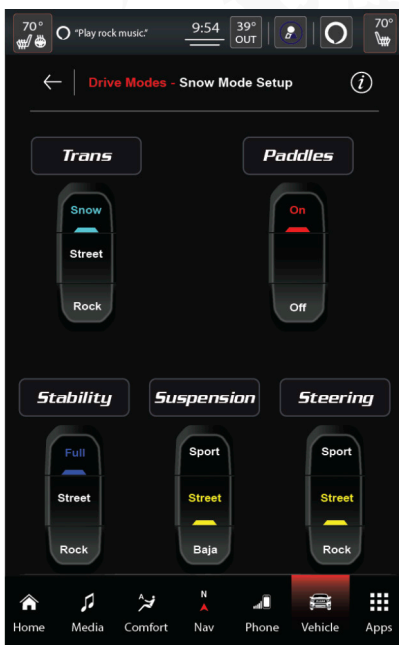 70° "Play rock music." 9:54 39° OUT 70°
Drive Modes - Snow Mode Setup i
Trans Paddles
Snow On
Street
Rock Off
Stability Suspension Steering
Full Sport Sport
Street Street Street
Rock Baja Rock
A N
Home Media Comfort Nav Phone Vehicle Apps